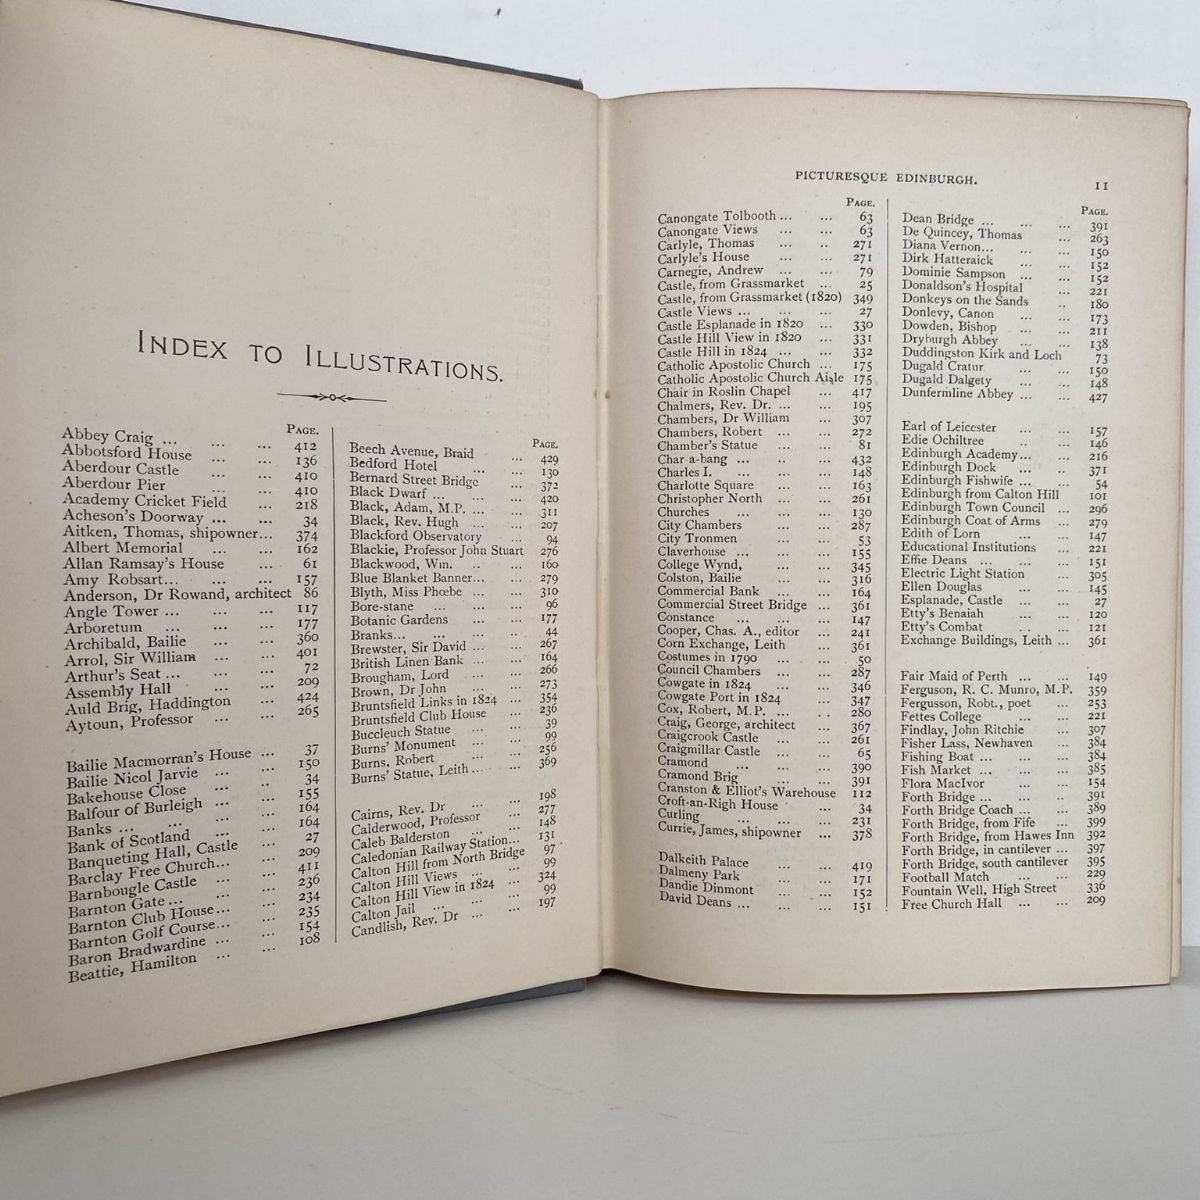 INDEX TO ILLUSTRATIONS.
PAGE.
Abbey Craig ... ... ... 412
Abbotsford House ... ... 136
Aberdour Castle ... ... 410
Aberdour Pier ... ... 410
Academy Cricket Field ... 218
Acheson's Doorway ... ... 34
Aitken, Thomas, shipowner... 374
Albert Memorial ... ... 162
Allan Ramsay's House ... 61
Amy Robsart... ... ... 157
Anderson, Dr Rowand, architect 86
Angle Tower ... ... ... 117
Arboretum ... ... ... 177
Archibald, Bailie ... ... 360
Arrol, Sir William ... ... 401
Arthur's Seat ... ... ... 72
Assembly Hall ... ... 209
Auld Brig, Haddington ... 424
Aytoun, Professor ... ... 265
Bailie Macmorran's House ... 37
Bailie Nicol Jarvie ... ... 150
Bakehouse Close ... .. 34
Balfour of Burleigh ... ... 155
Banks ... ... ... ... 164
Bank of Scotland ... ... 164
Banqueting Hall, Castle ... 27
Barclay Free Church... ... 209
Barnbougle Castle ... ... 411
Barnton Gate ... ... ... 236
Barnton Club House ... ... 234
Barnton Golf Course ... ... 235
Baron Bradwardine ... ... 154
Beattie, Hamilton ... ... 108
PAGE.
Beech Avenue, Braid ... 429
Bedford Hotel ... ... 130
Bernard Street Bridge ... 372
Black Dwarf ... ... ... 420
Black, Adam, M.P. ... ... 311
Black, Rev. Hugh ... ... 207
Blackford Observatory ... 94
Blackie, Professor John Stuart 276
Blackwood, Wm. ... ... 160
Blue Blanket Banner... ... 279
Blyth, Miss Phœbe ... ... 310
Bore-stane ... ... ... 96
Botanic Gardens ... ... 177
Branks... ... ... ... 44
Brewster, Sir David ... ... 267
British Linen Bank ... ... 164
Brougham, Lord ... ... 266
Brown, Dr John ... ... 273
Bruntsfield Links in 1824 ... 354
Bruntsfield Club House ... 236
Buccleuch Statue ... ... 39
Burns' Monument ... ... 99
Burns, Robert ... ... 256
Burns' Statue, Leith ... ... 369
Cairns, Rev. Dr ... ... 198
Calderwood, Professor ... 277
Caleb Balderston ... ... 148
Caledonian Railway Station... 131
Calton Hill from North Bridge 97
Calton Hill Views ... ... 99
Calton Hill View in 1824 ... 324
Calton Jail ... ... ... 99
Candlish, Rev. Dr ... ... 197
PICTURESQUE EDINBURGH. 11
PAGE.
Canongate Tolbooth ... ... 63
Canongate Views ... ... 63
Carlyle, Thomas ... .. 271
Carlyle's House ... ... 271
Carnegie, Andrew ... ... 79
Castle, from Grassmarket ... 25
Castle, from Grassmarket (1820) 349
Castle Views ... ... ... 27
Castle Esplanade in 1820 ... 330
Castle Hill View in 1820 ... 331
Castle Hill in 1824 ... ... 332
Catholic Apostolic Church ... 175
Catholic Apostolic Church Aisle 175
Chair in Roslin Chapel ... 417
Chalmers, Rev. Dr. ... ... 195
Chambers, Dr William ... 307
Chambers, Robert ... ... 272
Chamber's Statue ... ... 81
Char a-bang ... .. ... 432
Charles I. ... ... ... 148
Charlotte Square ... ... 163
Christopher North ... ... 261
Churches ... ... ... 130
City Chambers ... ... 287
City Tronmen ... ... 53
Claverhouse ... ... ... 155
College Wynd, ... ... 345
Colston, Bailie ... ... 316
Commercial Bank ... ... 164
Commercial Street Bridge ... 361
Constance ... ... ... 147
Cooper, Chas. A., editor ... 241
Corn Exchange, Leith ... 361
Costumes in 1790 ... ... 50
Council Chambers ... ... 287
Cowgate in 1824 ... ... 346
Cowgate Port in 1824 ... 347
Cox, Robert, M.P. ... .. 280
Craig, George, architect ... 367
Craigcrook Castle ... ... 261
Craigmillar Castle ... ... 65
Cramond ... ... ... 390
Cramond Brig ... ... 391
Cranston & Elliot's Warehouse 112
Croft-an-Righ House ... 34
Curling ... ... ... 231
Currie, James, shipowner ... 378
Dalkeith Palace ... ... 419
Dalmeny Park ... ... 171
Dandie Dinmont ... ... 152
David Deans ... ... ... 151
PAGE.
Dean Bridge ... ... ... 391
De Quincey, Thomas ... 263
Diana Vernon... ... ... 150
Dirk Hatteraick ... ... 152
Dominie Sampson ... ... 152
Donaldson's Hospital ... 221
Donkeys on the Sands .. 180
Donlevy, Canon ... ... 173
Dowden, Bishop ... ... 211
Dryburgh Abbey ... ... 138
Duddingston Kirk and Loch 73
Dugald Cratur ... ... 150
Dugald Dalgety ... ... 148
Dunfermline Abbey ... ... 427
Earl of Leicester ... ... 157
Edie Ochiltree .. ... 146
Edinburgh Academy... ... 216
Edinburgh Dock ... ... 371
Edinburgh Fishwife ... ... 54
Edinburgh from Calton Hill 101
Edinburgh Town Council ... 296
Edinburgh Coat of Arms ... 279
Edith of Lorn ... ... 147
Educational Institutions ... 221
Effie Deans ... ... ... 151
Electric Light Station ... 305
Ellen Douglas ... ... 145
Esplanade, Castle ... ... 27
Etty's Benaiah ... ... 120
Etty's Combat ... ... 121
Exchange Buildings, Leith ... 361
Fair Maid of Perth ... ... 149
Ferguson, R. C. Munro, M.P. 359
Fergusson, Robt., poet ... 253
Fettes College ... ... 221
Findlay, John Ritchie ... 307
Fisher Lass, Newhaven ... 384
Fishing Boat ... ... ... 384
Fish Market ... ... ... 385
Flora MacIvor ... ... 154
Forth Bridge ... ... .. 391
Forth Bridge Coach ... ... 389
Forth Bridge, from Fife ... 399
Forth Bridge, from Hawes Inn 392
Forth Bridge, in cantilever ... 397
Forth Bridge, south cantilever 395
Football Match ... ... 229
Fountain Well, High Street 336
Free Church Hall ... ... 209